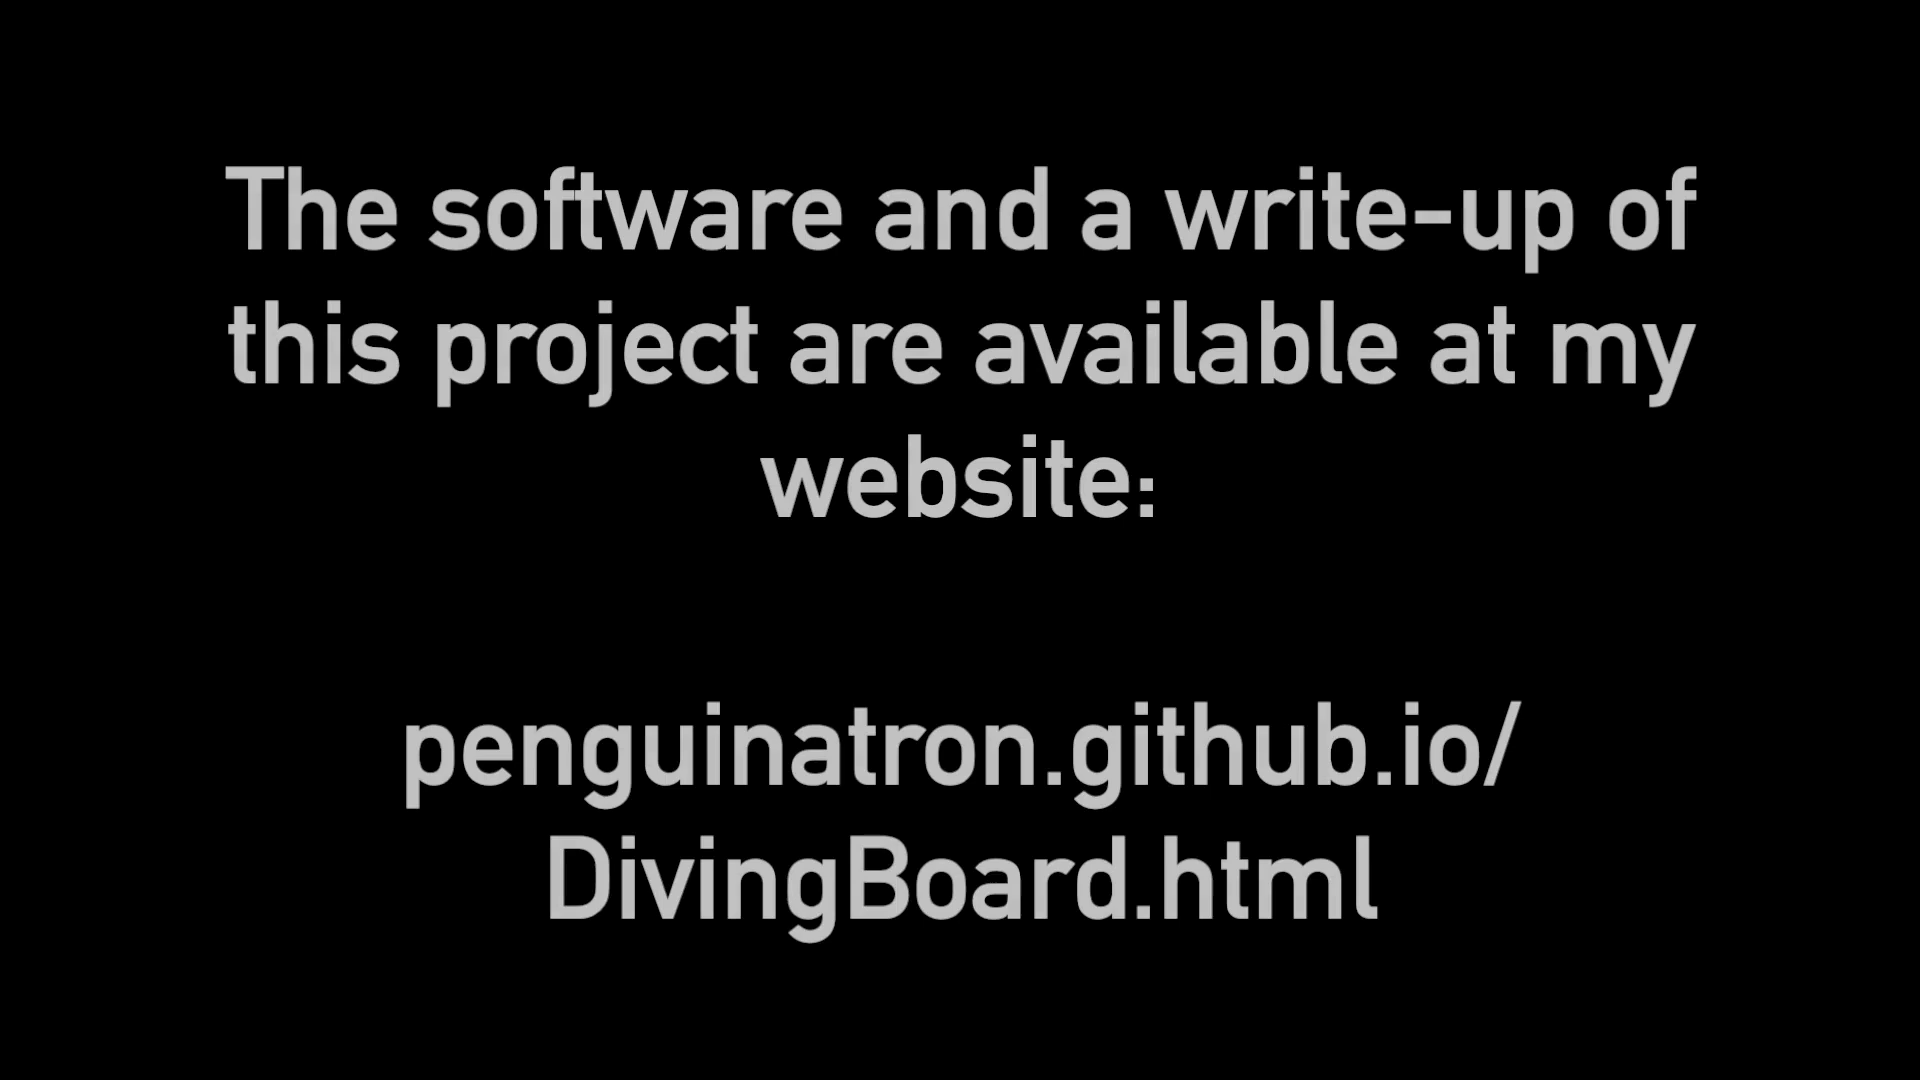 The software and a write-up of
this project are available at my
website:
penguinatron.github.io/
DivingBoard.html